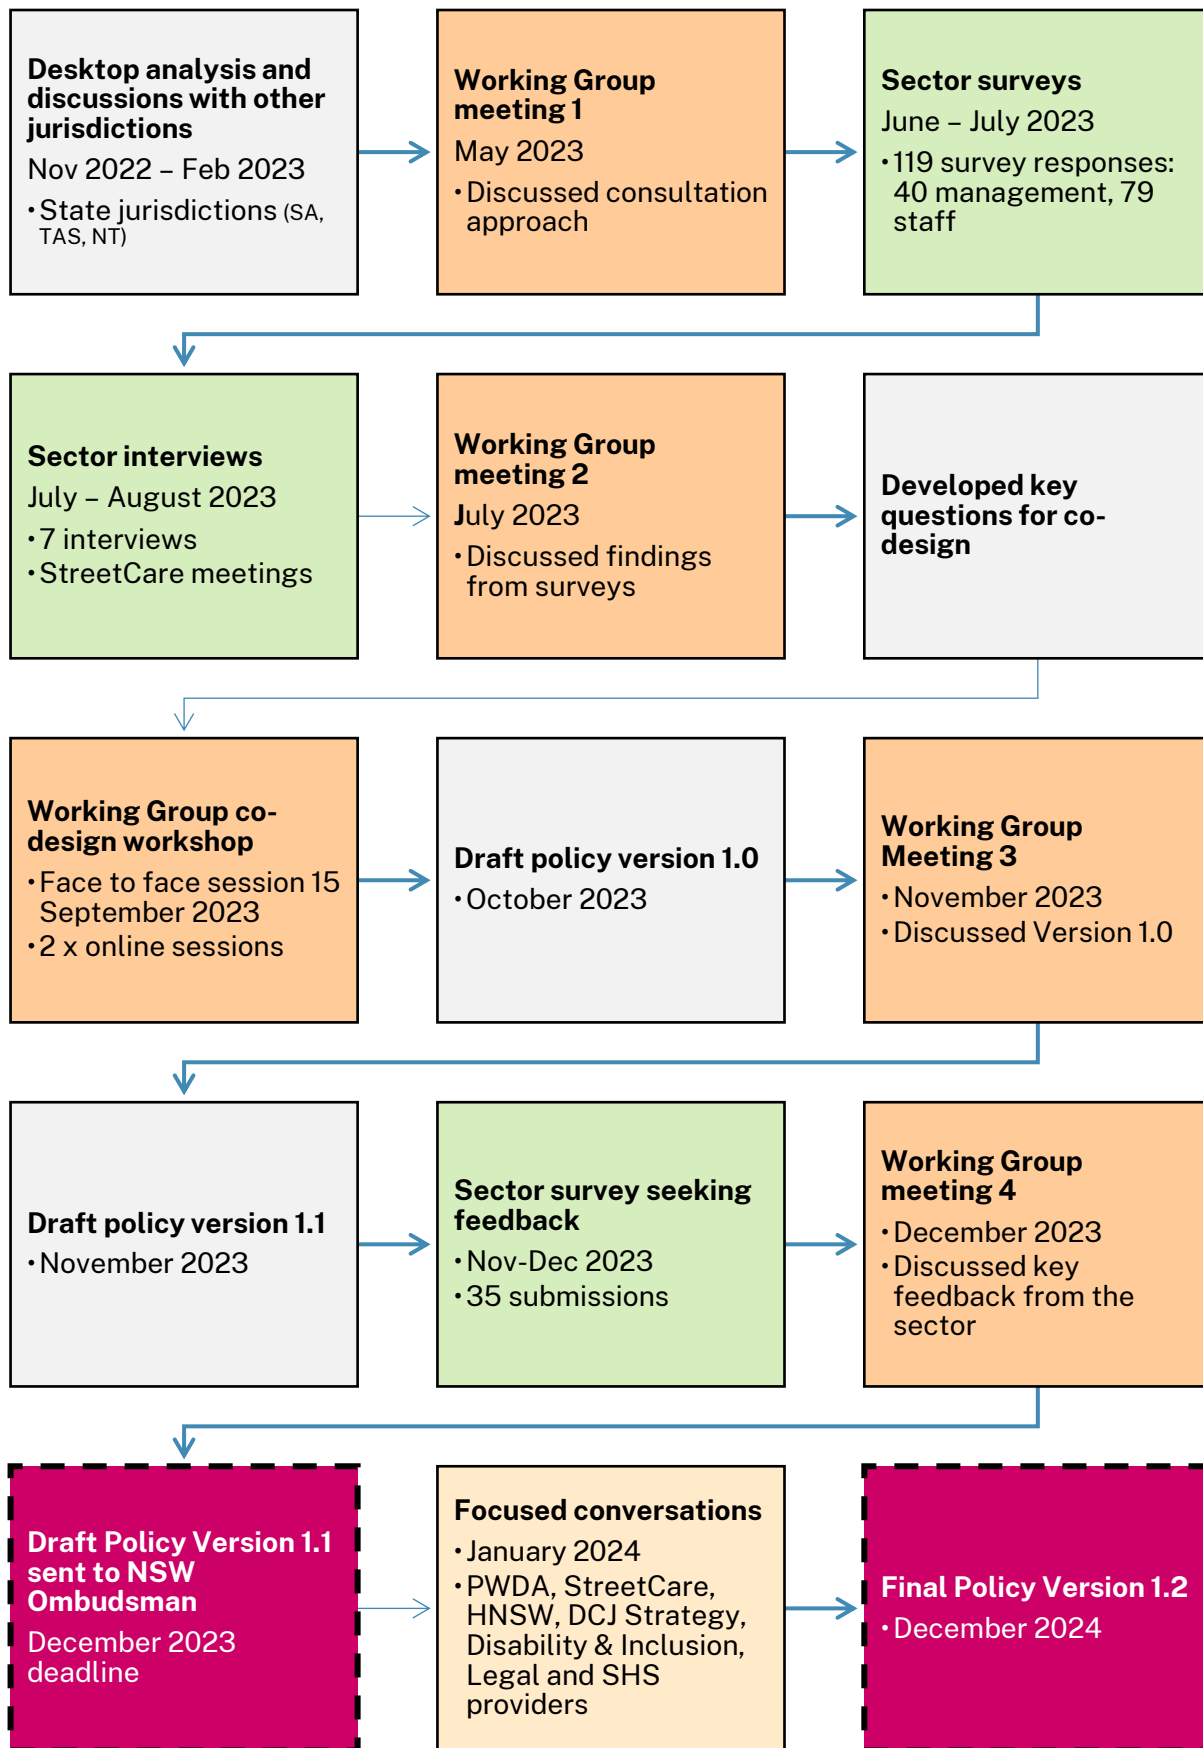 Desktop analysis and
discussions with other
jurisdictions
Nov 2022 – Feb 2023
• State jurisdictions (SA,
TAS, NT)
Working Group
meeting 1
May 2023
• Discussed consultation
approach
Sector surveys
June – July 2023
• 119 survey responses:
40 management, 79
staff
Sector interviews
July – August 2023
• 7 interviews
• StreetCare meetings
Working Group
meeting 2
July 2023
• Discussed findings
from surveys
Developed key
questions for co-
design
Working Group co-
design workshop
• Face to face session 15
September 2023
• 2 x online sessions
Draft policy version 1.0
• October 2023
Working Group
Meeting 3
• November 2023
• Discussed Version 1.0
Draft policy version 1.1
• November 2023
Sector survey seeking
feedback
• Nov-Dec 2023
• 35 submissions
Working Group
meeting 4
• December 2023
• Discussed key
feedback from the
sector
Draft Policy Version 1.1
sent to NSW
Ombudsman
December 2023
deadline
Focused conversations
• January 2024
• PWDA, StreetCare,
HNSW, DCJ Strategy,
Disability & Inclusion,
Legal and SHS
providers
Final Policy Version 1.2
• December 2024